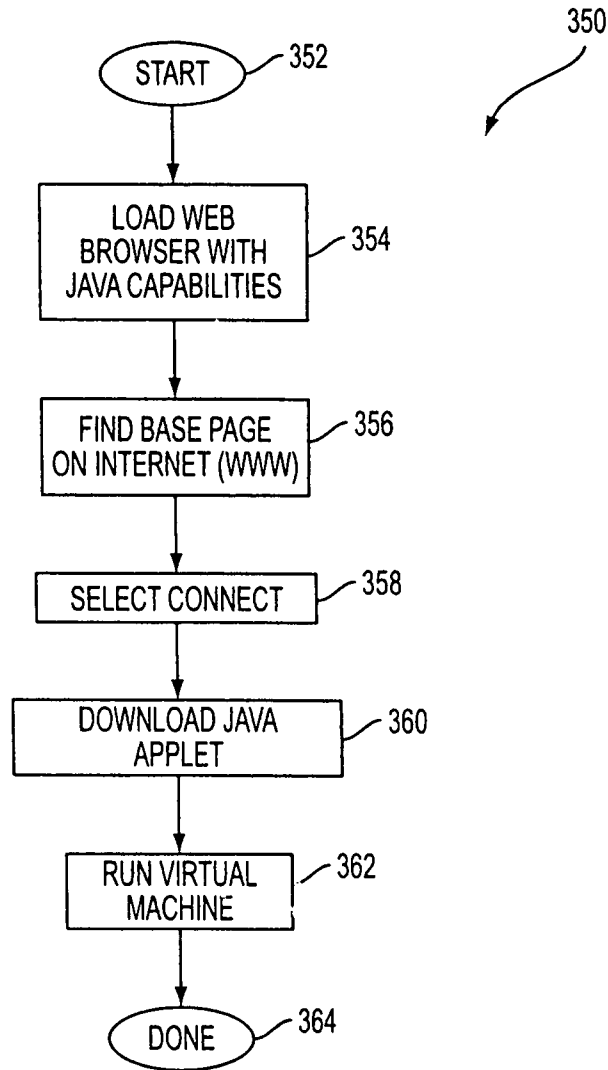 350
START
352
LOAD WEB
BROWSER WITH
JAVA CAPABILITIES
354
FIND BASE PAGE
ON INTERNET (WWW)
356
SELECT CONNECT
358
DOWNLOAD JAVA
APPLET
360
RUN VIRTUAL
MACHINE
362
DONE
364